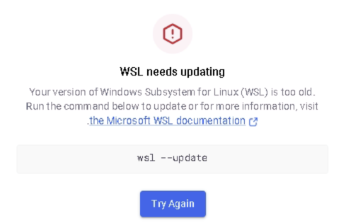 WSL needs updating
Your version of Windows Subsystem for Linux (WSL) is too old.
Run the command below to update or for more information, visit
.the Microsoft WSL documentation
wsl --update
Try Again